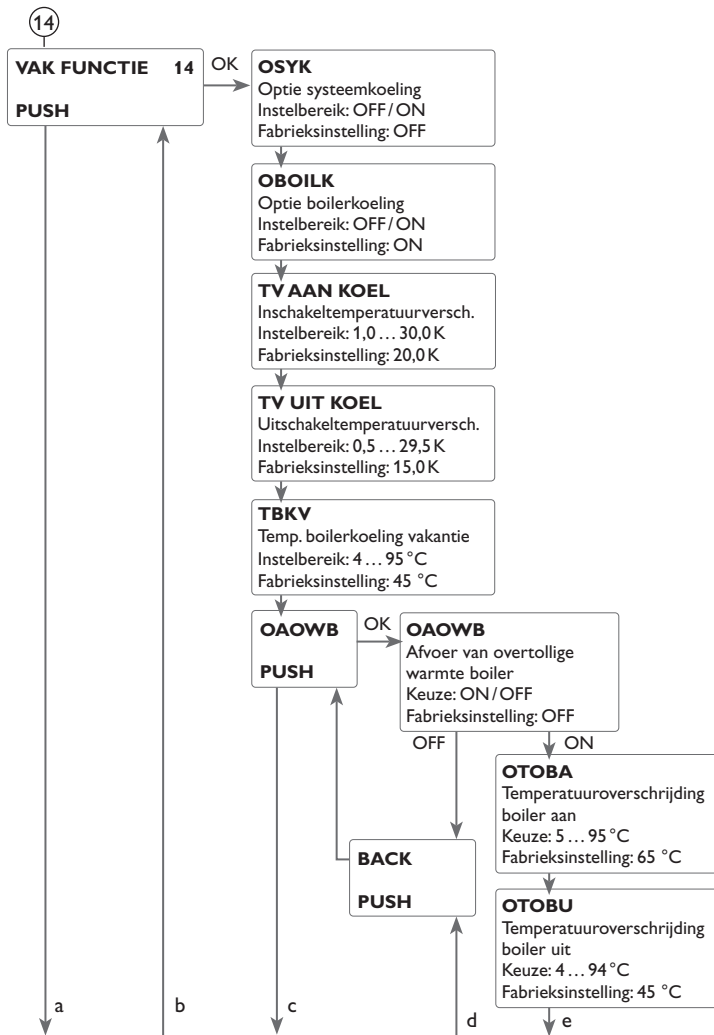 14
VAK FUNCTIE 14
PUSH
OK
OSYK
Optie systeemkoeling
Instelbereik: OFF / ON
Fabrieksinstelling: OFF
OBOILK
Optie boilerkoeling
Instelbereik: OFF / ON
Fabrieksinstelling: ON
TV AAN KOEL
Inschakeltemperatuurversch.
Instelbereik: 1,0 … 30,0 K
Fabrieksinstelling: 20,0 K
TV UIT KOEL
Uitschakeltemperatuurversch.
Instelbereik: 0,5 … 29,5 K
Fabrieksinstelling: 15,0 K
TBKV
Temp. boilerkoeling vakantie
Instelbereik: 4 … 95 °C
Fabrieksinstelling: 45 °C
OAOWB
PUSH
OK
OAOWB
Afvoer van overtollige
warmte boiler
Keuze: ON / OFF
Fabrieksinstelling: OFF
OFF
ON
OTOBA
Temperatuuroverschrijding
boiler aan
Keuze: 5 … 95 °C
Fabrieksinstelling: 65 °C
BACK
PUSH
OTOBU
Temperatuuroverschrijding
boiler uit
Keuze: 4 … 94 °C
Fabrieksinstelling: 45 °C
a
b
c
d
e